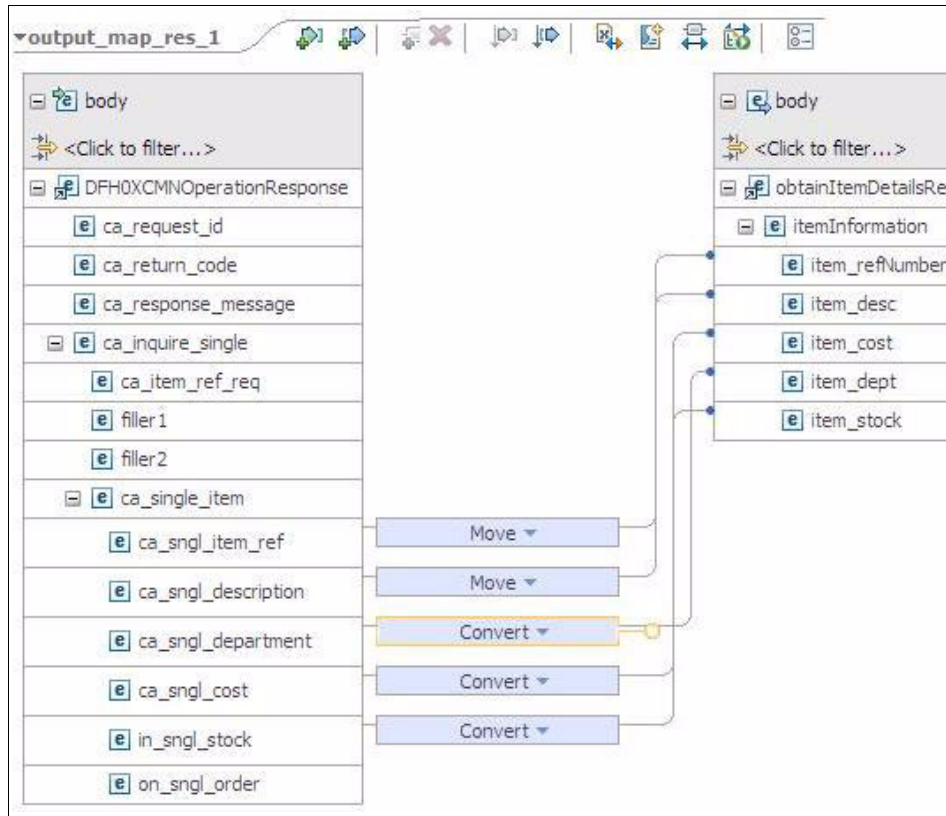 output_map_res_1
body
<Click to filter...>
DFH0XCMNOperationResponse
ca_request_id
ca_return_code
ca_response_message
ca_inquire_single
ca_item_ref_req
filler1
filler2
ca_single_item
ca_sngl_item_ref
ca_sngl_description
ca_sngl_department
ca_sngl_cost
in_sngl_stock
on_sngl_order
Move
Move
Convert
Convert
Convert
body
<Click to filter...>
obtainItemDetailsRe
itemInformation
item_refNumber
item_desc
item_cost
item_dept
item_stock